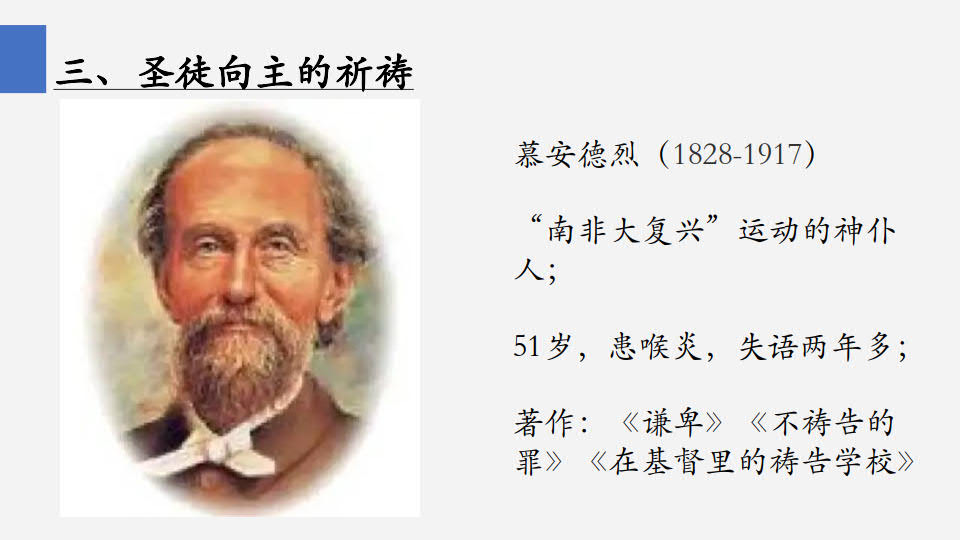 三、圣徒向主的祈祷
慕安德烈（1828-1917）
“南非大复兴”运动的神仆
人；
51岁，患喉炎，失语两年多；
著作：《谦卑》《不祷告的
罪》《在基督里的祷告学校》